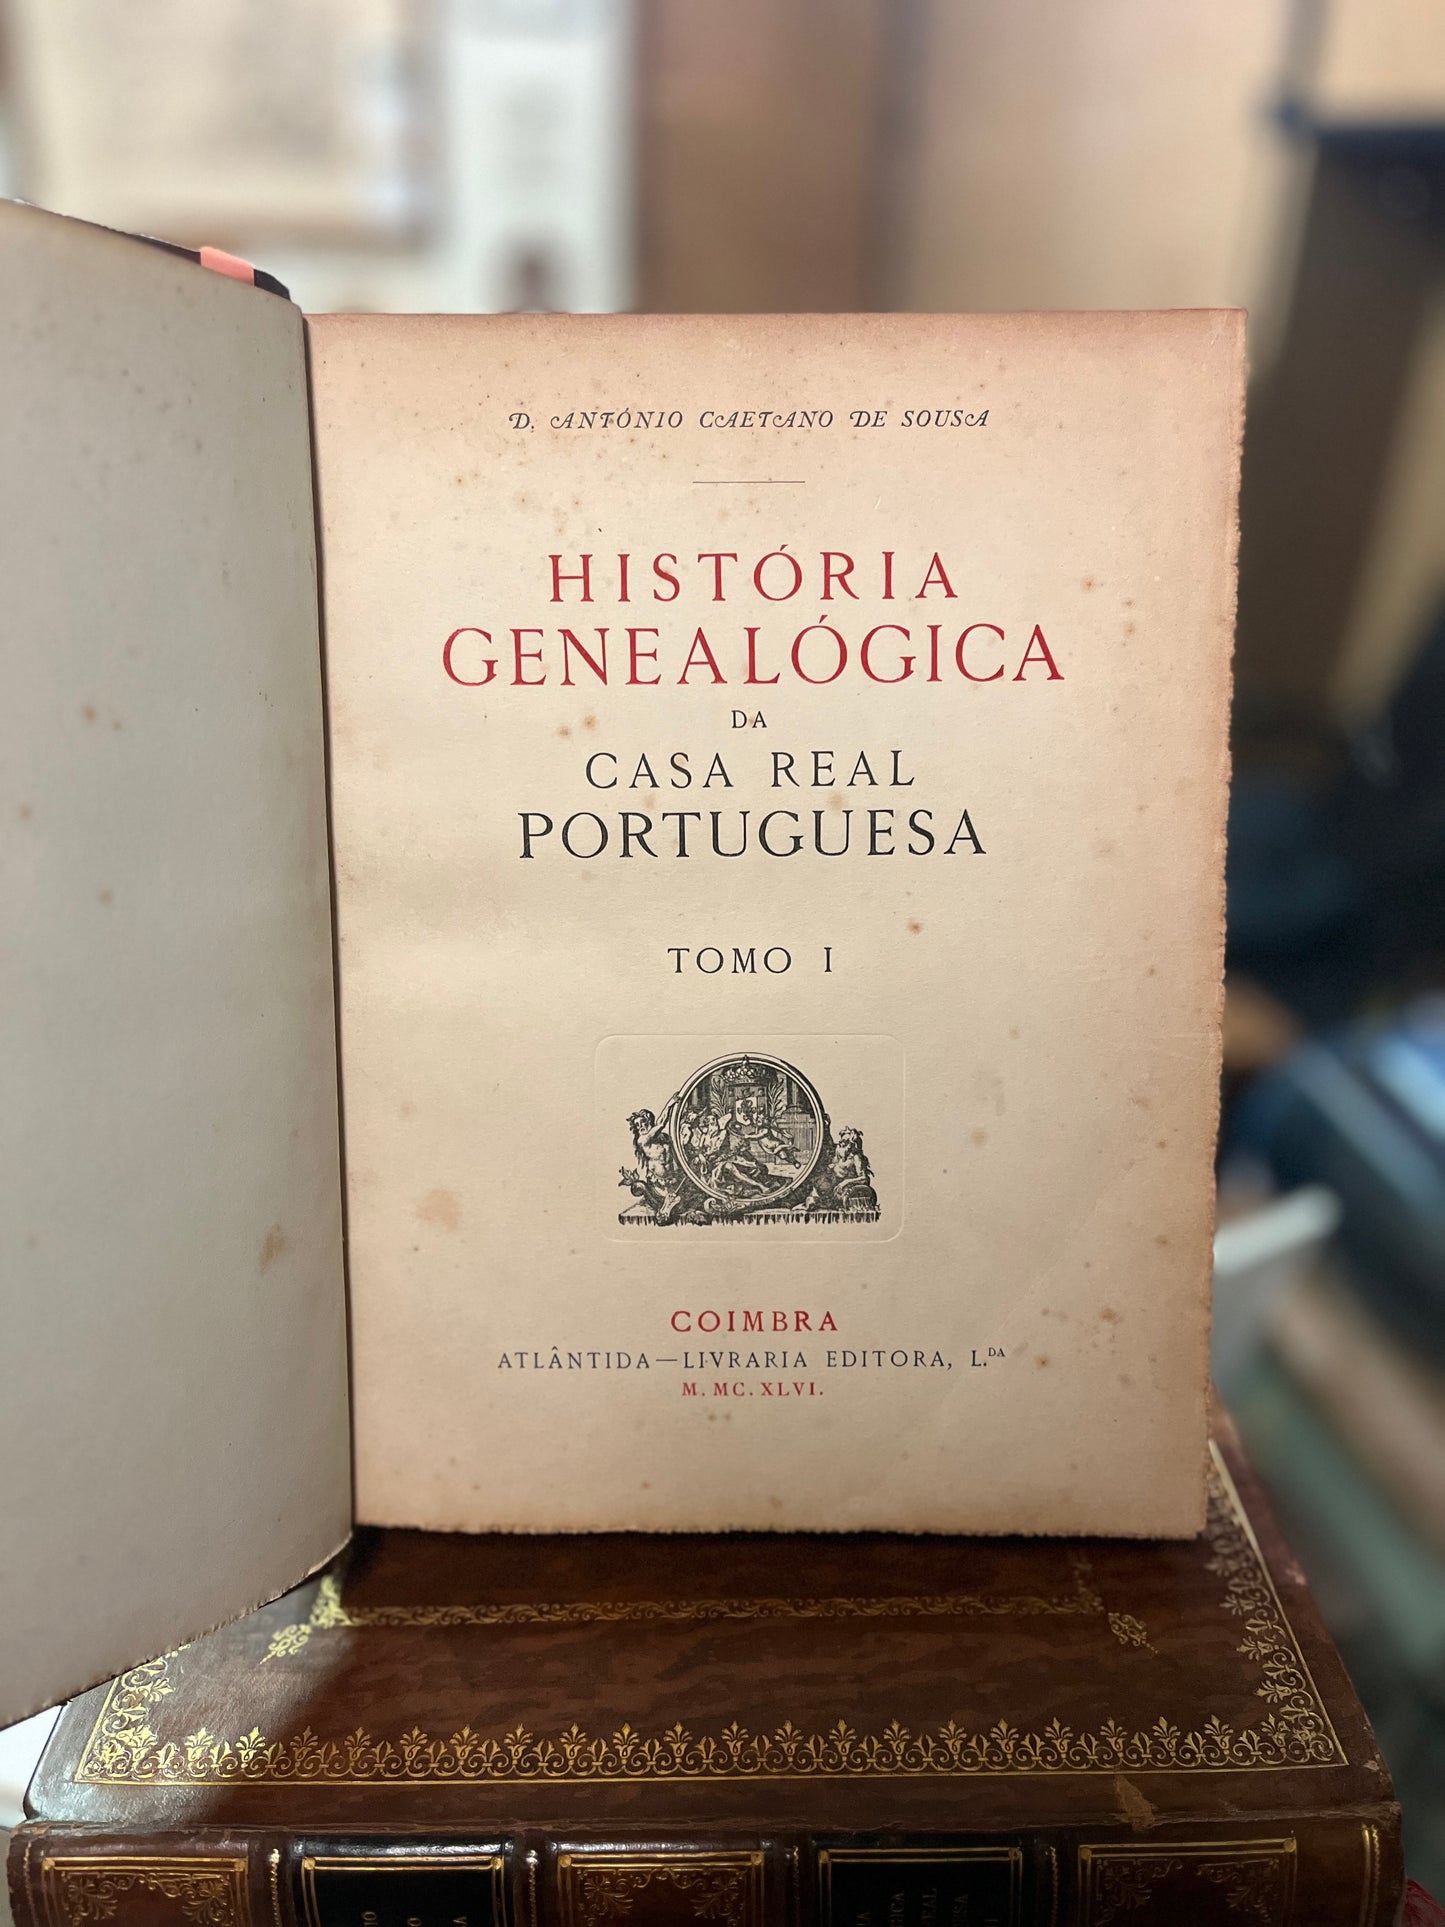 D. ANTÓNIO CAETANO DE SOUSA
HISTÓRIA
GENEALÓGICA
DA
CASA REAL
PORTUGUESA
TOMO I
COIMBRA
ATLÂNTIDA—LIVRARIA EDITORA, L.DA
M. MC. XLVI.